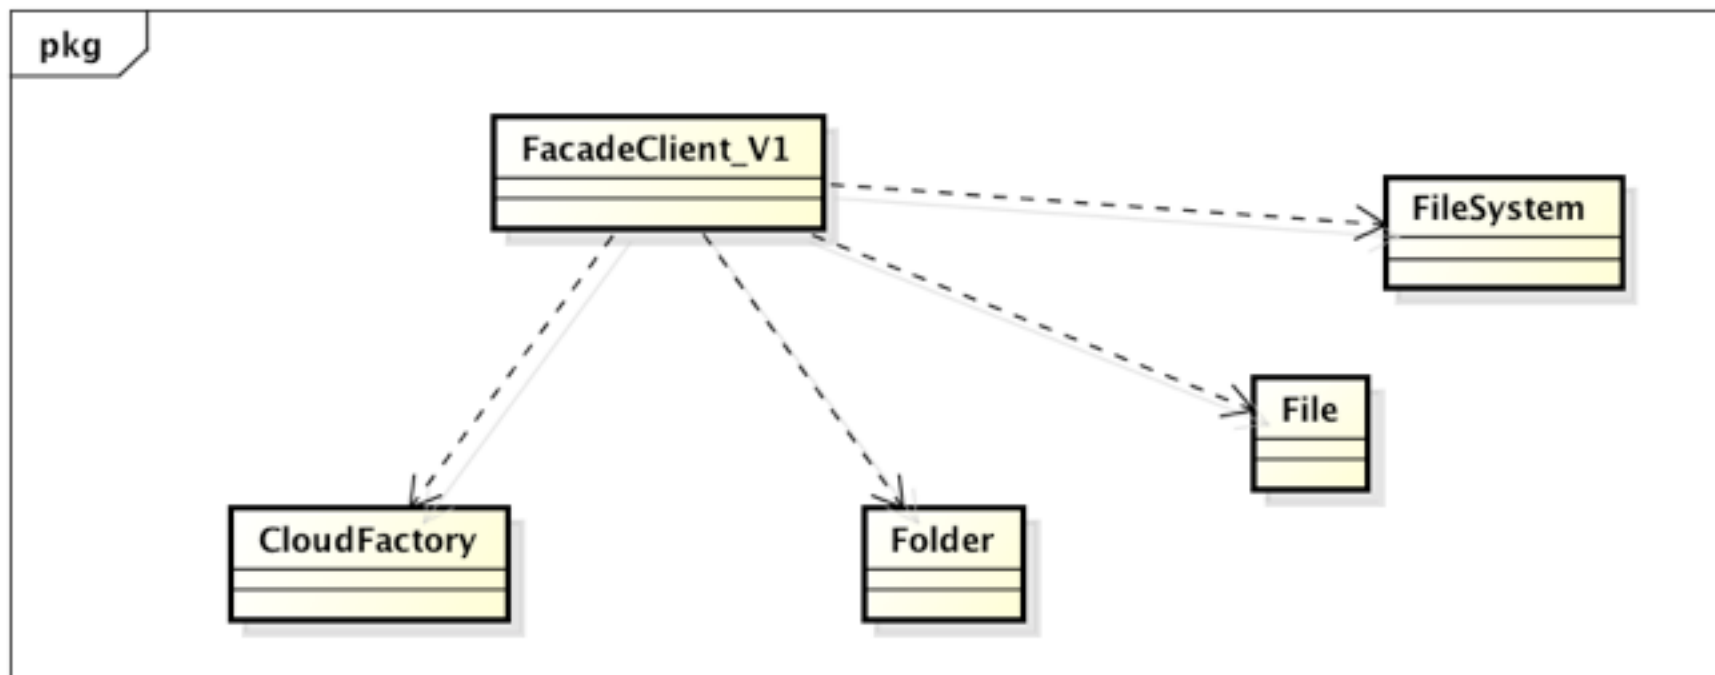 pkg
FacadeClient_V1
FileSystem
File
CloudFactory
Folder